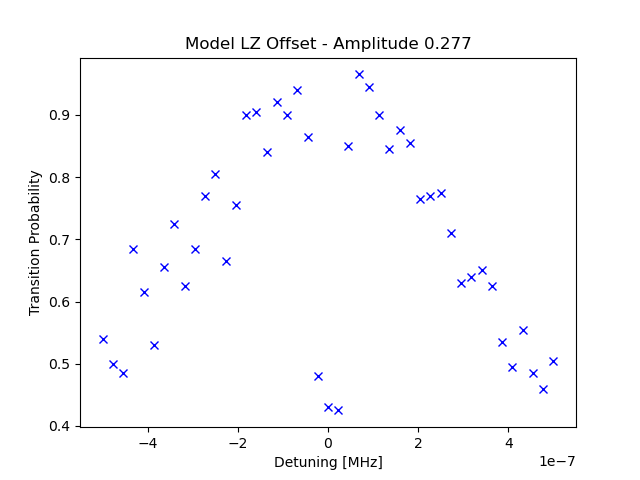 Model LZ Offset - Amplitude 0.277
Transition Probability
0.9
0.8
0.7
0.6
0.5
0.4
−4
−2
0
2
4
1e−7
Detuning [MHz]